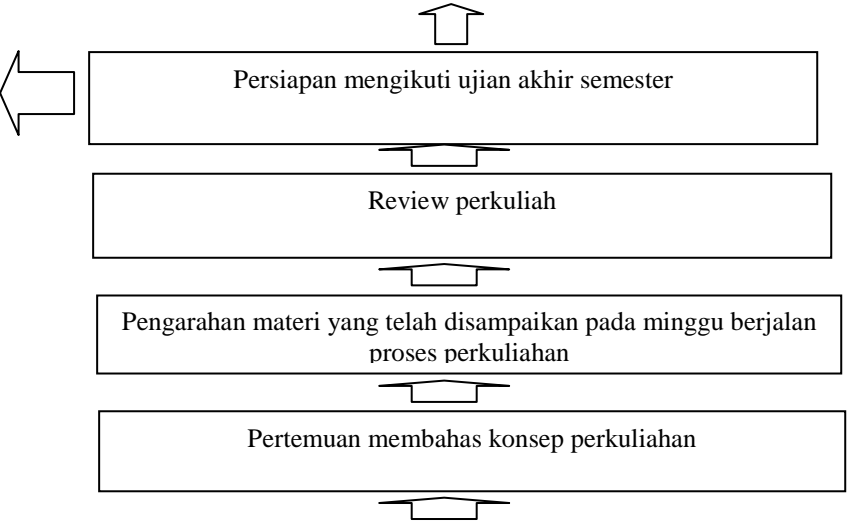 Persiapan mengikuti ujian akhir semester
Review perkuliah
Pengarahan materi yang telah disampaikan pada minggu berjalan
proses perkuliahan
Pertemuan membahas konsep perkuliahan